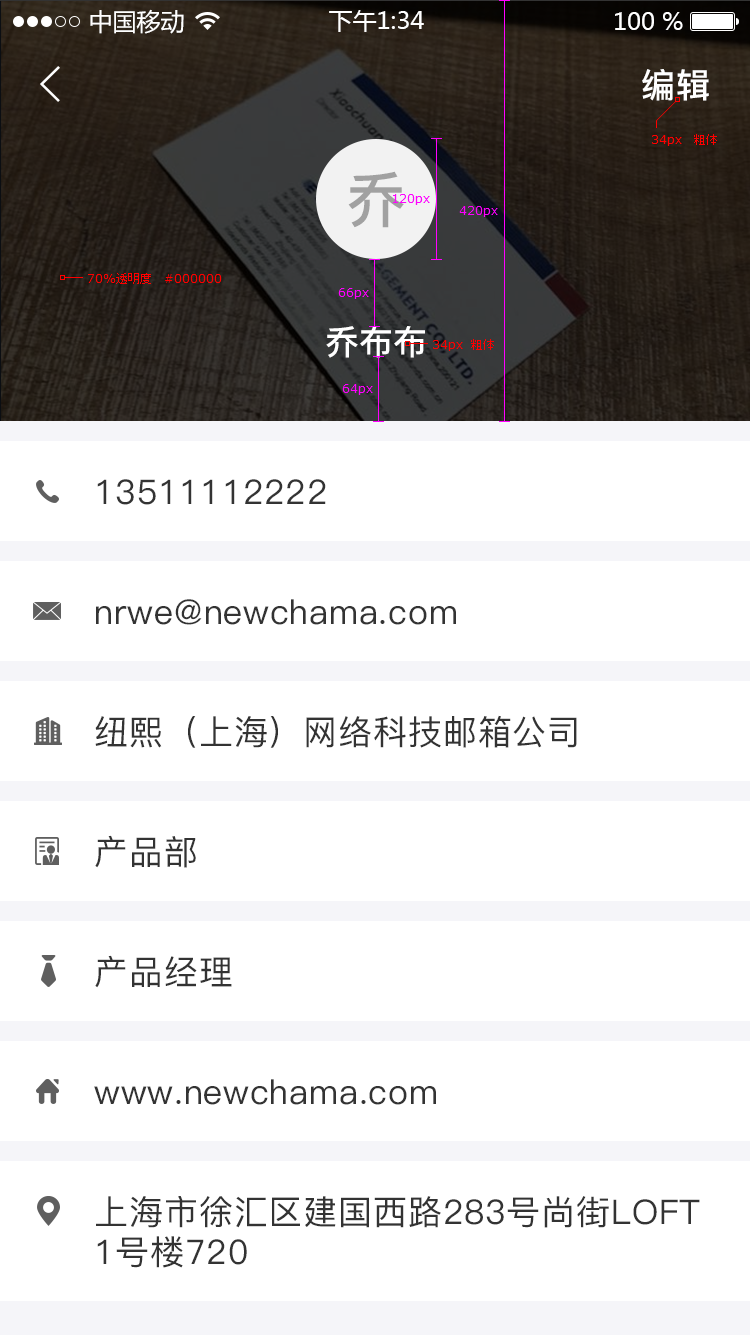 中国移动 下午1:34 100 %
编辑
34px 粗体
乔
120px
420px
70%透明度 #000000
66px
乔布布 34px 粗体
64px
13511112222
nrwe@newchama.com
纽熙（上海）网络科技邮箱公司
产品部
产品经理
www.newchama.com
上海市徐汇区建国西路283号尚街LOFT
1号楼720